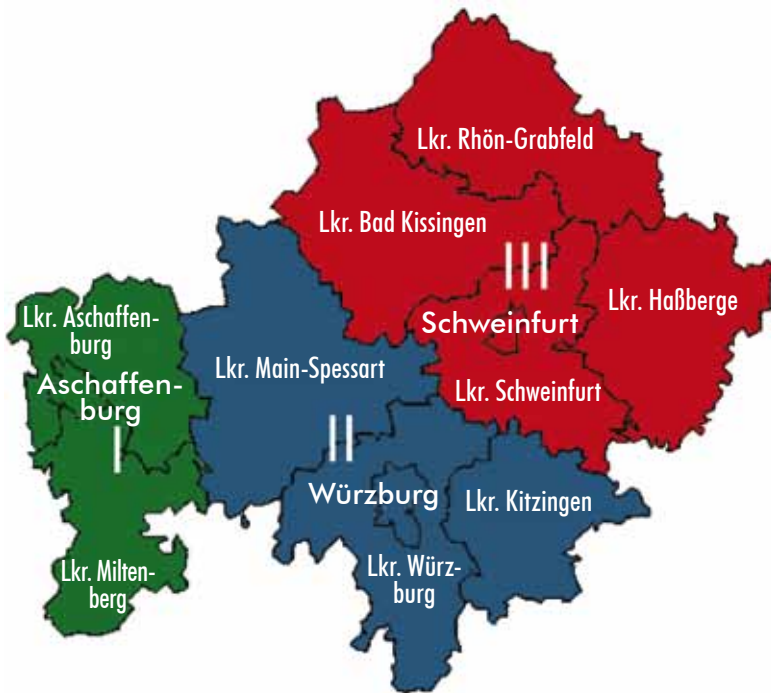 Lkr. Rhön-Grabfeld
Lkr. Bad Kissingen
III
Lkr. Haßberge
Schweinfurt
Lkr. Schweinfurt
Lkr. Aschaffen-
burg
Aschaffen-
burg
I
Lkr. Main-Spessart
II
Würzburg
Lkr. Kitzingen
Lkr. Würz-
burg
Lkr. Milten-
berg